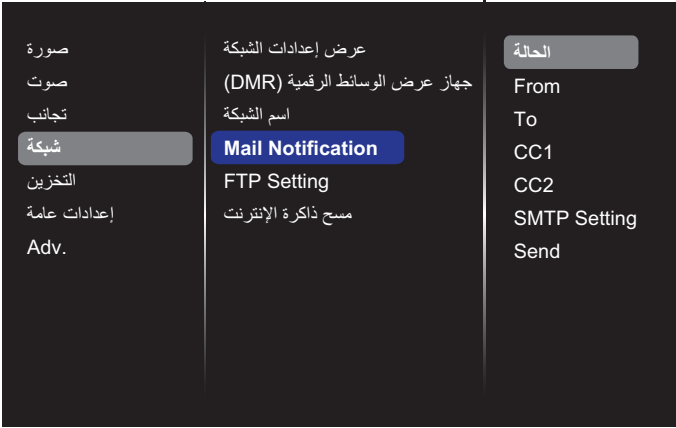 صورة
صوت
تجانب
شبكة
التخزين
إعدادات عامة
Adv.
عرض إعدادات الشبكة
جهاز عرض الوسائط الرقمية (DMR)
اسم الشبكة
Mail Notification
FTP Setting
مسح ذاكرة الإنترنت
الحالة
From
To
CC1
CC2
SMTP Setting
Send